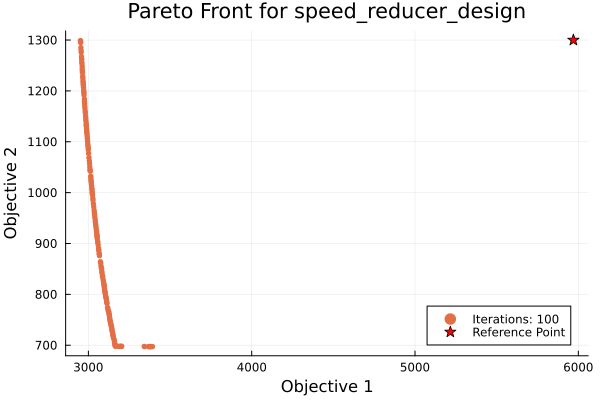 Pareto Front for speed_reducer_design
1300
1200
1100
1000
900
800
700
Objective 2
3000
4000
5000
6000
Objective 1
Iterations: 100
Reference Point